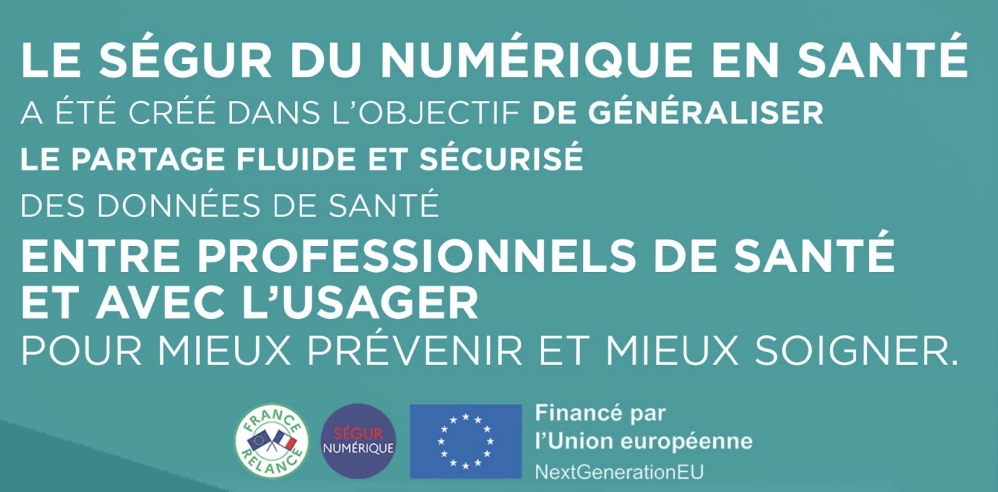 LE SÉGUR DU NUMÉRIQUE EN SANTÉ
A ÉTÉ CRÉÉ DANS L'OBJECTIF DE GÉNÉRALISER
LE PARTAGE FLUIDE ET SÉCURISÉ
DES DONNÉES DE SANTÉ
ENTRE PROFESSIONNELS DE SANTÉ
ET AVEC L'USAGER
POUR MIEUX PRÉVENIR ET MIEUX SOIGNER.
FRANCE
RELANCE
SÉGUR
NUMÉRIQUE
Financé par
l'Union européenne
NextGenerationEU